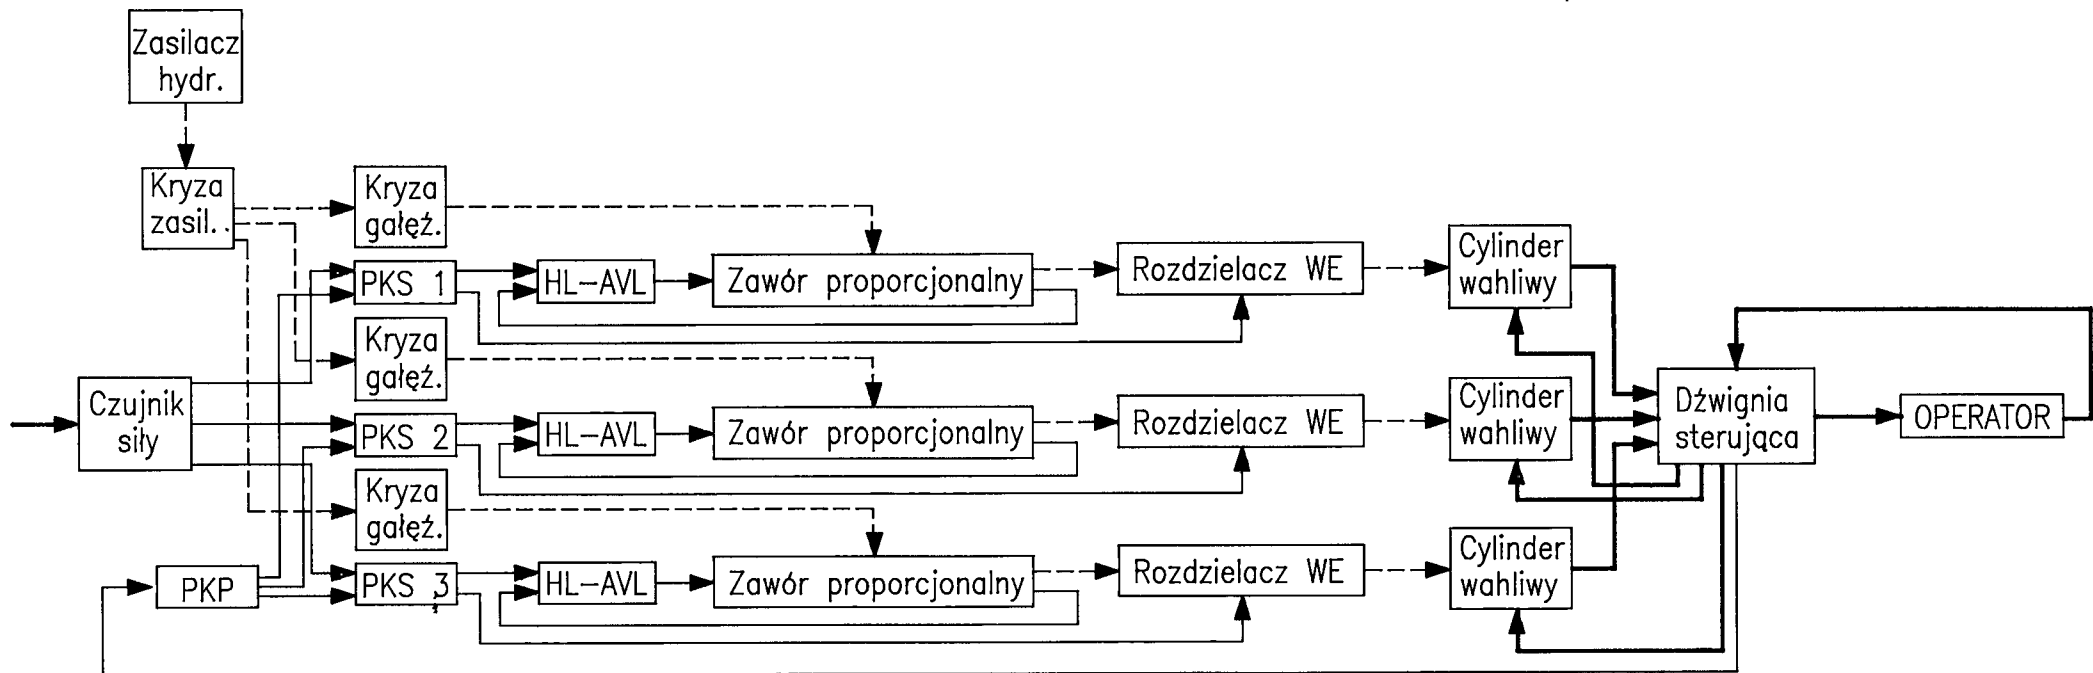 Zasilacz
hydr.
Kryza
zasil..
Kryza
gałęź.
PKS 1
HL-AVL
Zawór proporcjonalny
Rozdzielacz WE
Cylinder
wahliwy
Kryza
gałęź.
Czujnik
siły
PKS 2
HL-AVL
Zawór proporcjonalny
Rozdzielacz WE
Cylinder
wahliwy
Dźwignia
sterująca
OPERATOR
Kryza
gałęź.
PKP
PKS 3
HL-AVL
Zawór proporcjonalny
Rozdzielacz WE
Cylinder
wahliwy